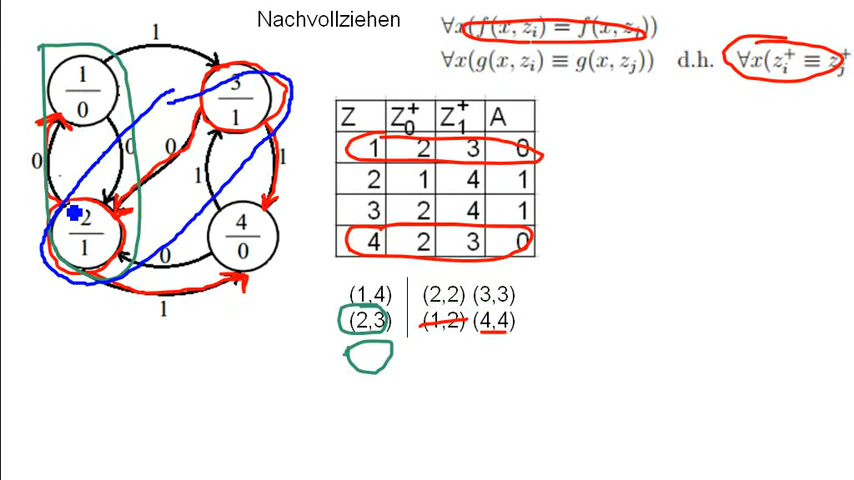 Nachvollziehen
∀x(f(x, z_i) = f(x, z_j))
∀x(g(x, z_i) ≡ g(x, z_j)) d.h. ∀x(z_i^+ ≡ z_j^+
1
1
0
3
1
0
0
0
1
1
2
1
4
0
0
1
Z Z_0^+ Z_1^+ A
1 2 3 0
2 1 4 1
3 2 4 1
4 2 3 0
(1,4) (2,2) (3,3)
(2,3) (1,2) (4,4)